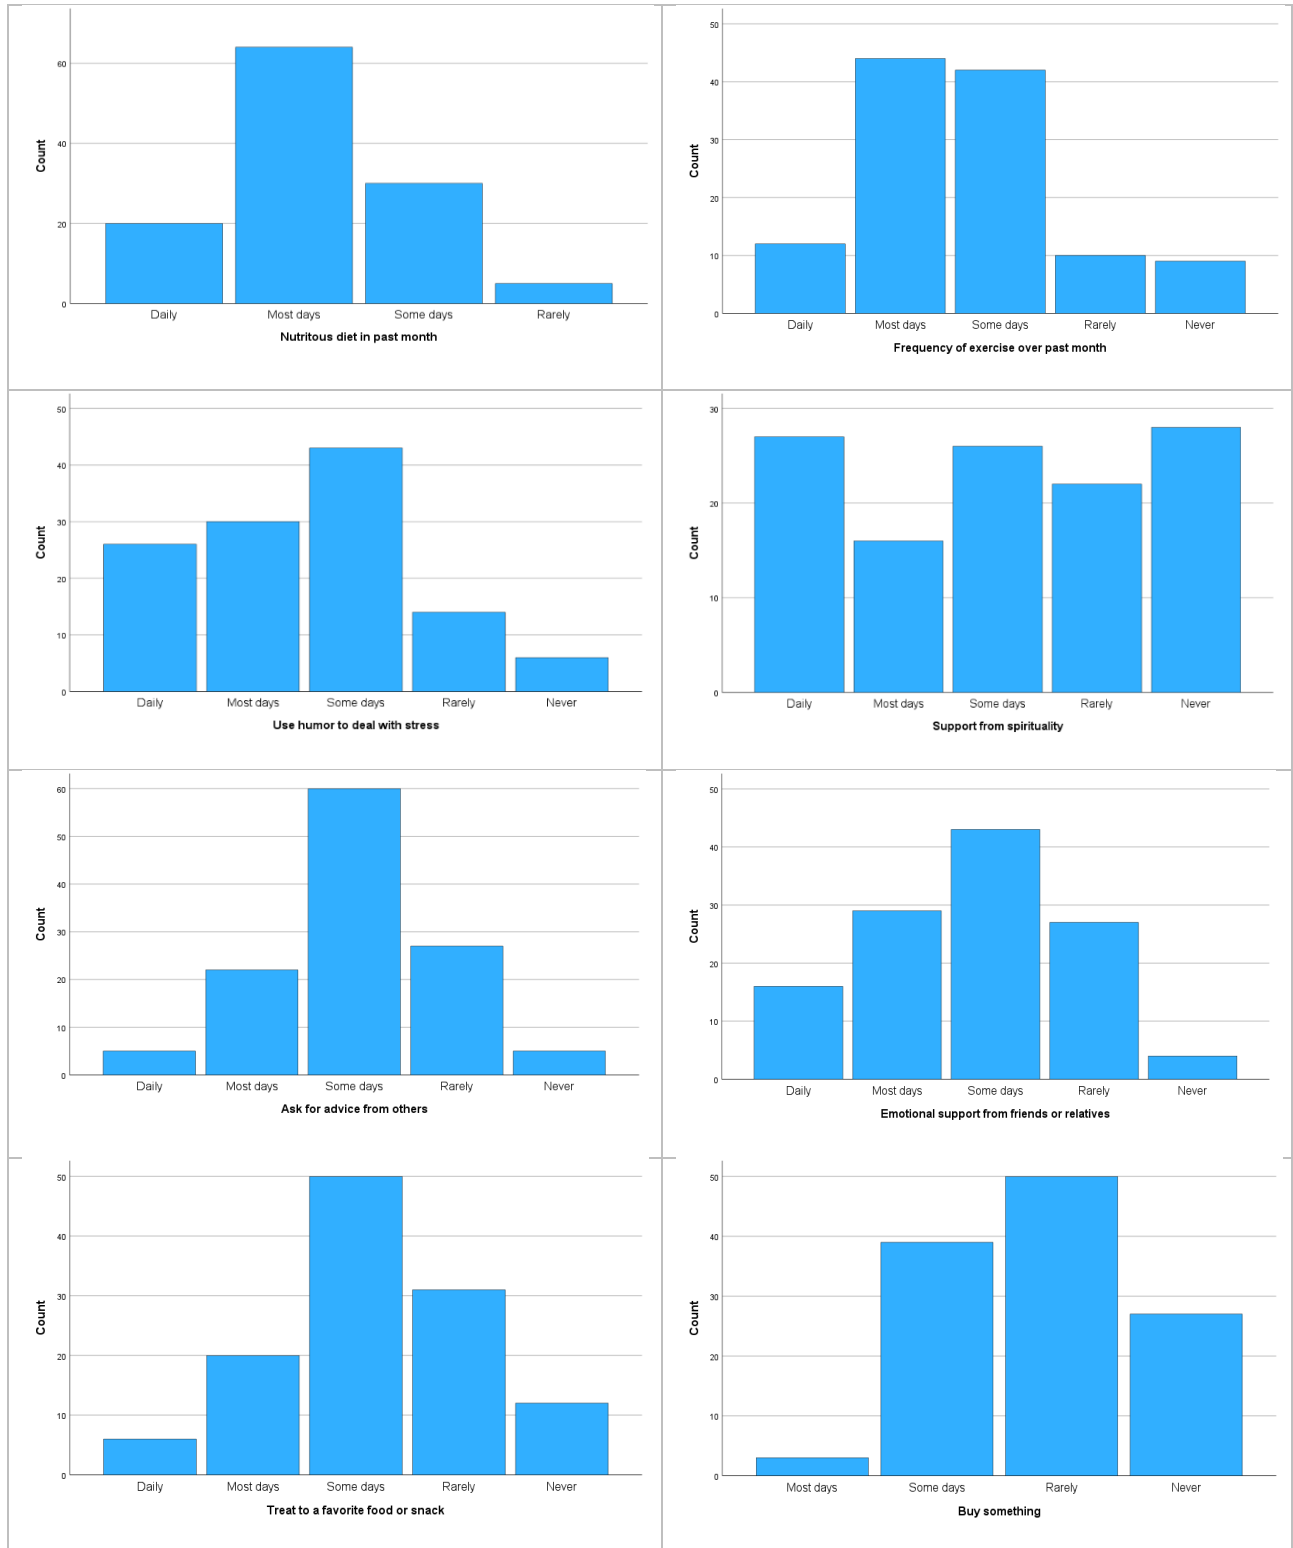 Count
60
40
20
0
Daily Most days Some days Rarely
Nutritous diet in past month
Count
50
40
30
20
10
0
Daily Most days Some days Rarely Never
Frequency of exercise over past month
Count
50
40
30
20
10
0
Daily Most days Some days Rarely Never
Use humor to deal with stress
Count
30
20
10
0
Daily Most days Some days Rarely Never
Support from spirituality
Count
60
50
40
30
20
10
0
Daily Most days Some days Rarely Never
Ask for advice from others
Count
50
40
30
20
10
0
Daily Most days Some days Rarely Never
Emotional support from friends or relatives
Count
50
40
30
20
10
0
Daily Most days Some days Rarely Never
Treat to a favorite food or snack
Count
50
40
30
20
10
0
Most days Some days Rarely Never
Buy something